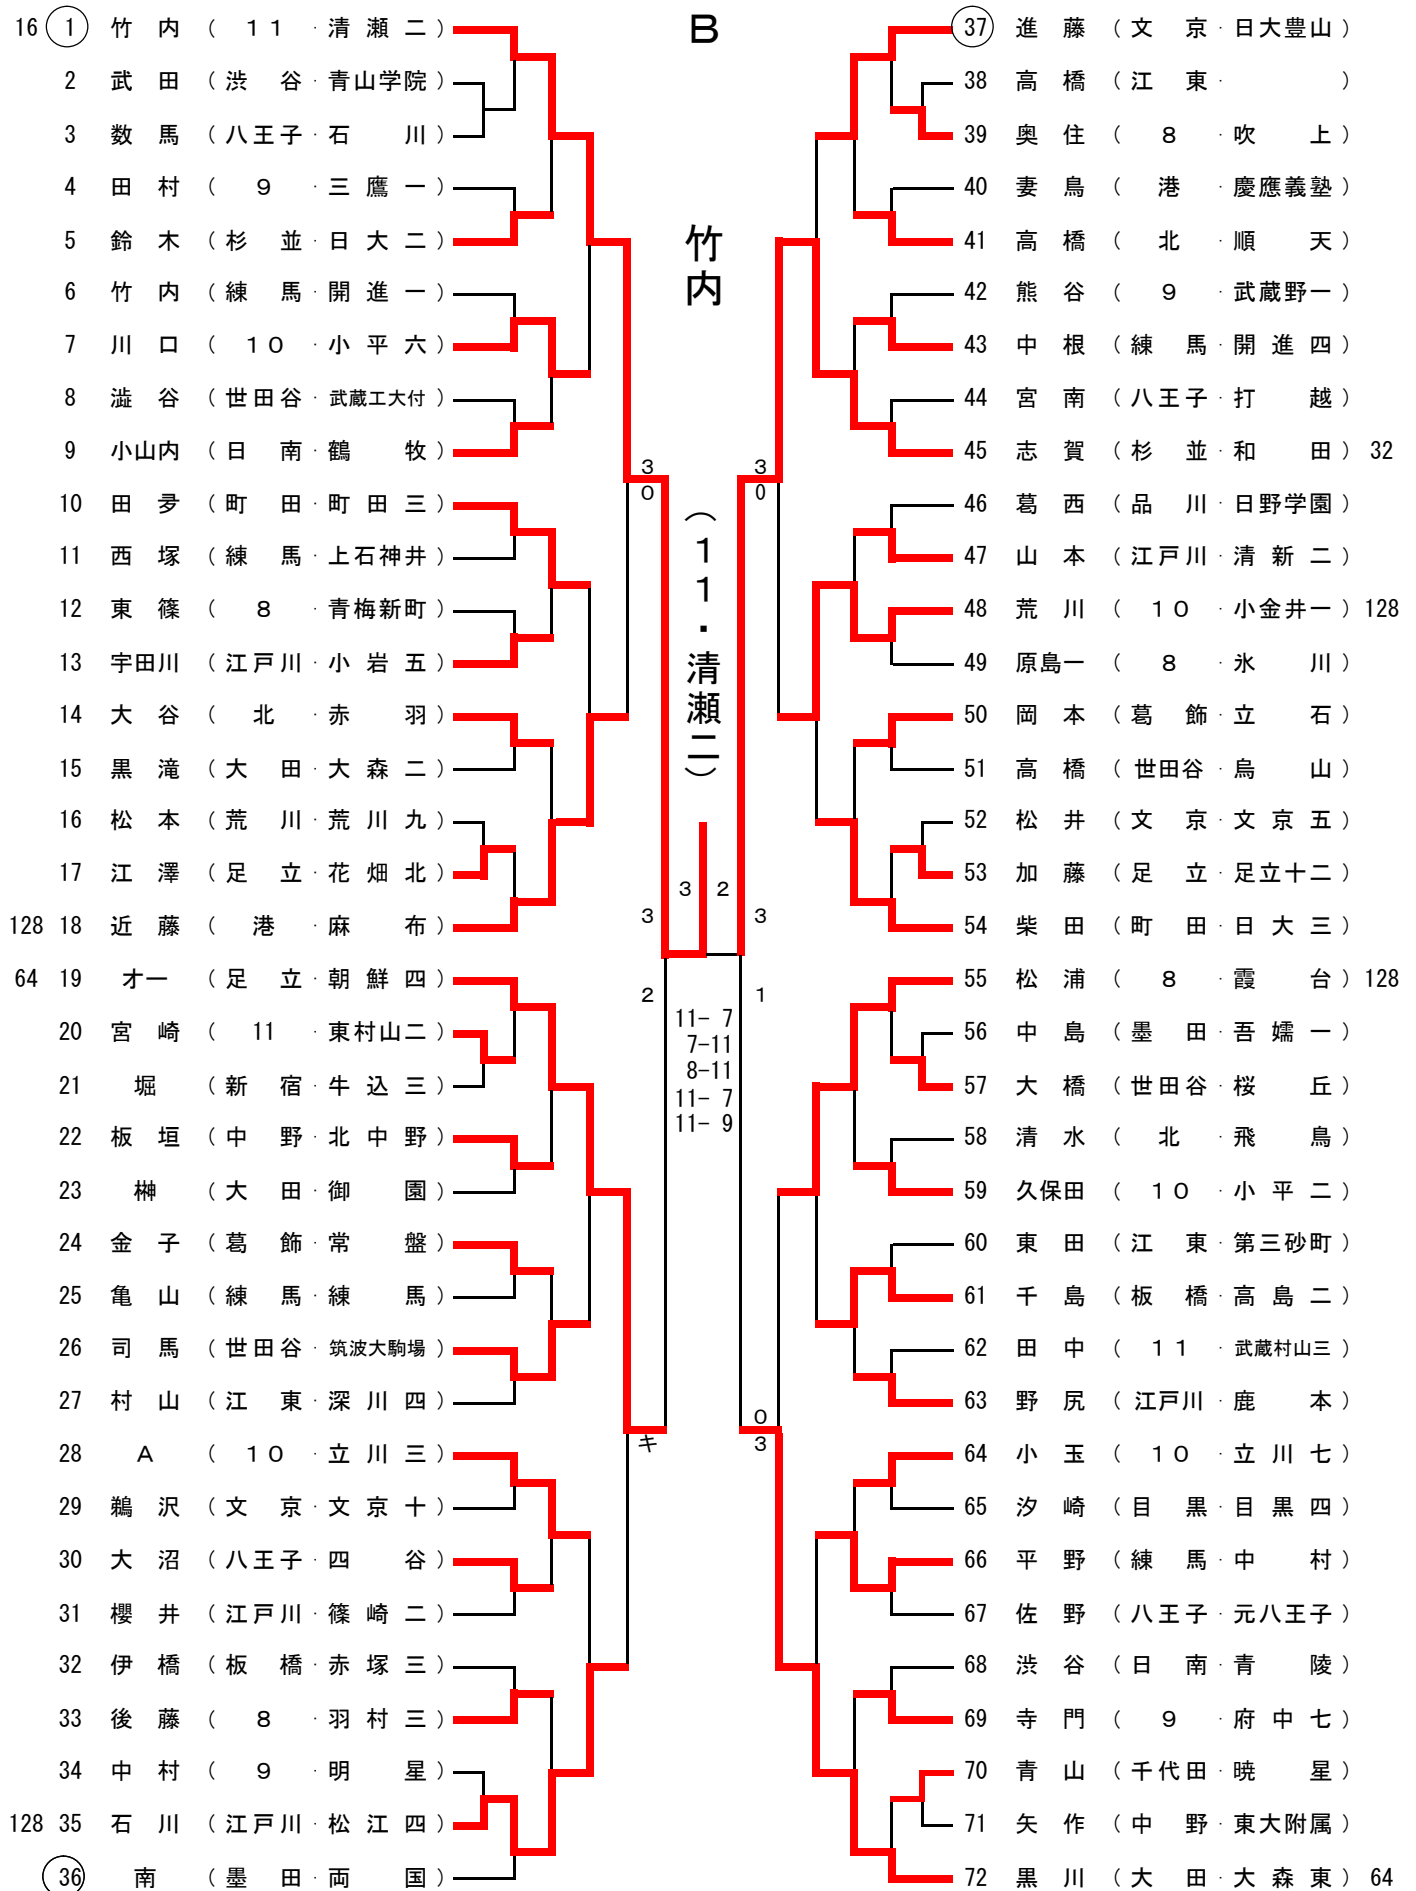 B
16 1 竹内 (11・清瀬二)
2 武田 (渋谷・青山学院)
3 数馬 (八王子・石川)
4 田村 (9・三鷹一)
5 鈴木 (杉並・日大二)
6 竹内 (練馬・開進一)
7 川口 (10・小平六)
8 澁谷 (世田谷・武蔵工大付)
9 小山内 (日南・鶴牧)
10 田夛 (町田・町田三)
11 西塚 (練馬・上石神井)
12 東篠 (8・青梅新町)
13 宇田川 (江戸川・小岩五)
14 大谷 (北・赤羽)
15 黒滝 (大田・大森二)
16 松本 (荒川・荒川九)
17 江澤 (足立・花畑北)
128 18 近藤 (港・麻布)
64 19 才一 (足立・朝鮮四)
20 宮崎 (11・東村山二)
21 堀 (新宿・牛込三)
22 板垣 (中野・北中野)
23 榊 (大田・御園)
24 金子 (葛飾・常盤)
25 亀山 (練馬・練馬)
26 司馬 (世田谷・筑波大駒場)
27 村山 (江東・深川四)
28 A (10・立川三)
29 鵜沢 (文京・文京十)
30 大沼 (八王子・四谷)
31 櫻井 (江戸川・篠崎二)
32 伊橋 (板橋・赤塚三)
33 後藤 (8・羽村三)
34 中村 (9・明星)
128 35 石川 (江戸川・松江四)
36 南 (墨田・両国)
竹内
(11・清瀬二)
3
0
3
0
3 2
3
2
3
1
11- 7
7-11
8-11
11- 7
11- 9
キ
0
3
37 進藤 (文京・日大豊山)
38 高橋 (江東・)
39 奥住 (8・吹上)
40 妻鳥 (港・慶應義塾)
41 高橋 (北・順天)
42 熊谷 (9・武蔵野一)
43 中根 (練馬・開進四)
44 宮南 (八王子・打越)
45 志賀 (杉並・和田) 32
46 葛西 (品川・日野学園)
47 山本 (江戸川・清新二)
48 荒川 (10・小金井一) 128
49 原島一 (8・氷川)
50 岡本 (葛飾・立石)
51 高橋 (世田谷・烏山)
52 松井 (文京・文京五)
53 加藤 (足立・足立十二)
54 柴田 (町田・日大三)
55 松浦 (8・霞台) 128
56 中島 (墨田・吾嬬一)
57 大橋 (世田谷・桜丘)
58 清水 (北・飛鳥)
59 久保田 (10・小平二)
60 東田 (江東・第三砂町)
61 千島 (板橋・高島二)
62 田中 (11・武蔵村山三)
63 野尻 (江戸川・鹿本)
64 小玉 (10・立川七)
65 汐崎 (目黒・目黒四)
66 平野 (練馬・中村)
67 佐野 (八王子・元八王子)
68 渋谷 (日南・青陵)
69 寺門 (9・府中七)
70 青山 (千代田・暁星)
71 矢作 (中野・東大附属)
72 黒川 (大田・大森東) 64